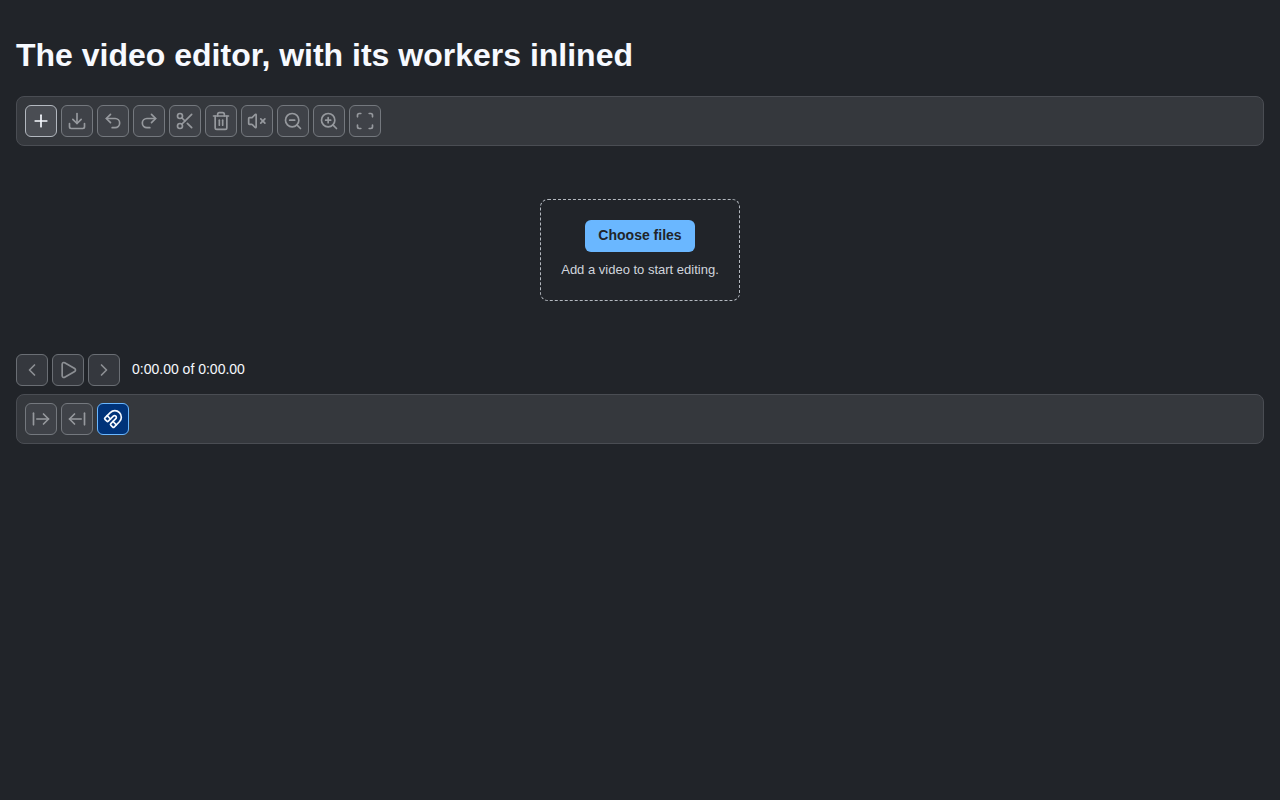 The video editor, with its workers inlined
Choose files
Add a video to start editing.
0:00.00 of 0:00.00